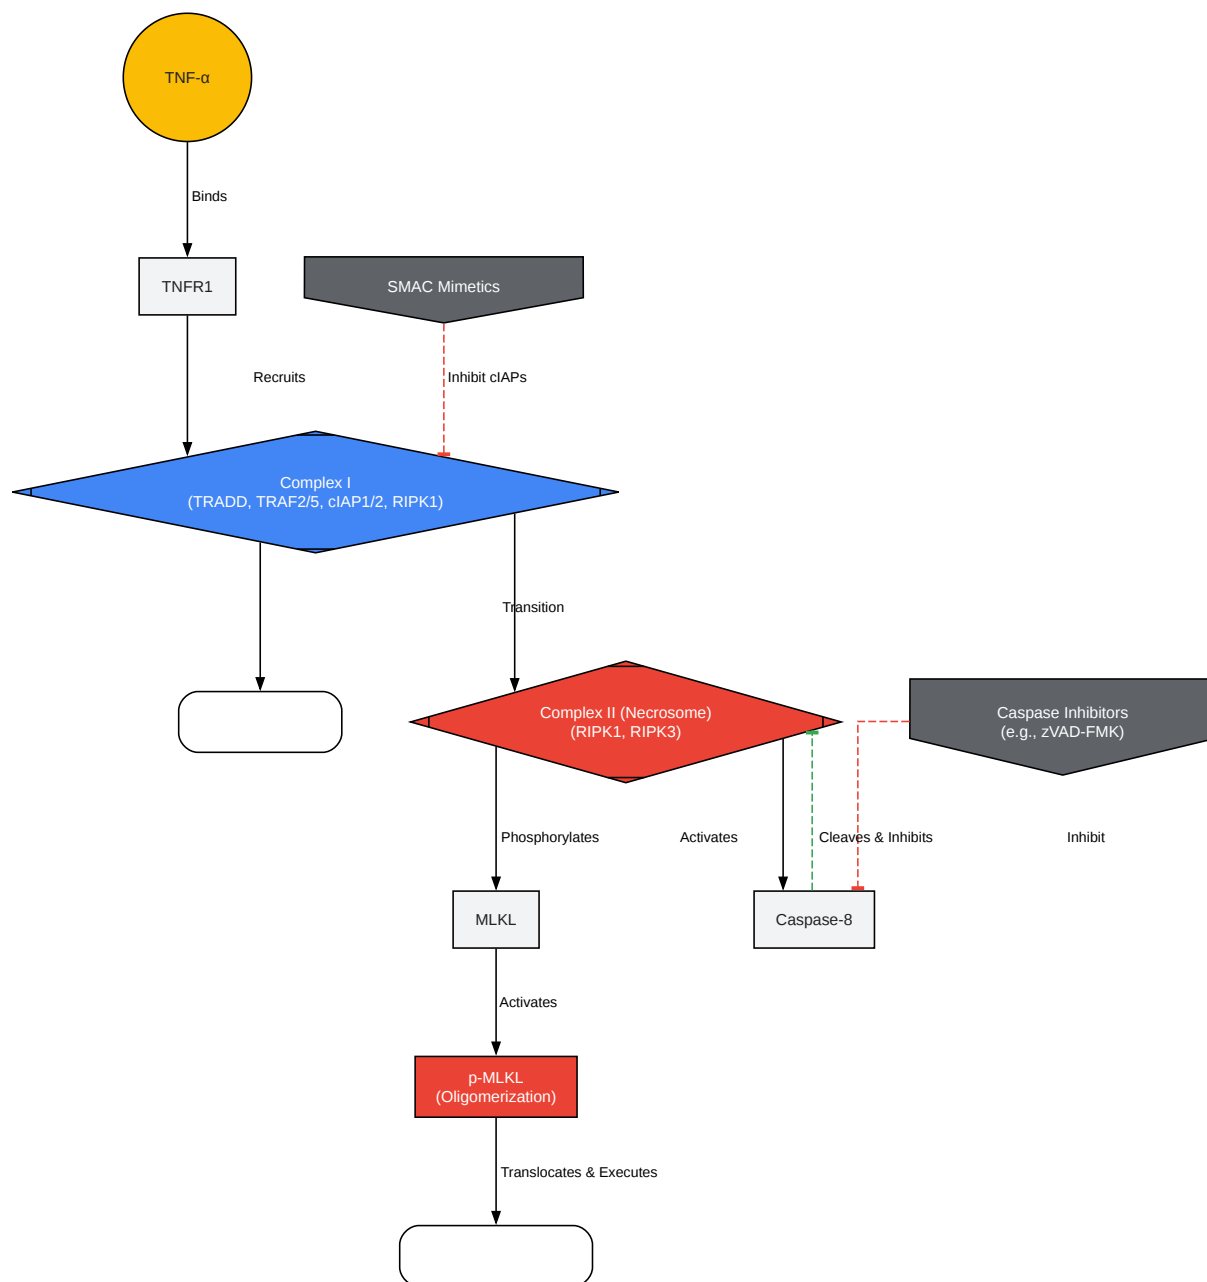 TNF-α
Binds
TNFR1
SMAC Mimetics
Recruits
Inhibit cIAPs
Complex I
(TRADD, TRAF2/5, cIAP1/2, RIPK1)
Transition
Complex II (Necrosome)
(RIPK1, RIPK3)
Caspase Inhibitors
(e.g., zVAD-FMK)
Phosphorylates
Activates
Cleaves & Inhibits
Inhibit
MLKL
Caspase-8
Activates
p-MLKL
(Oligomerization)
Translocates & Executes